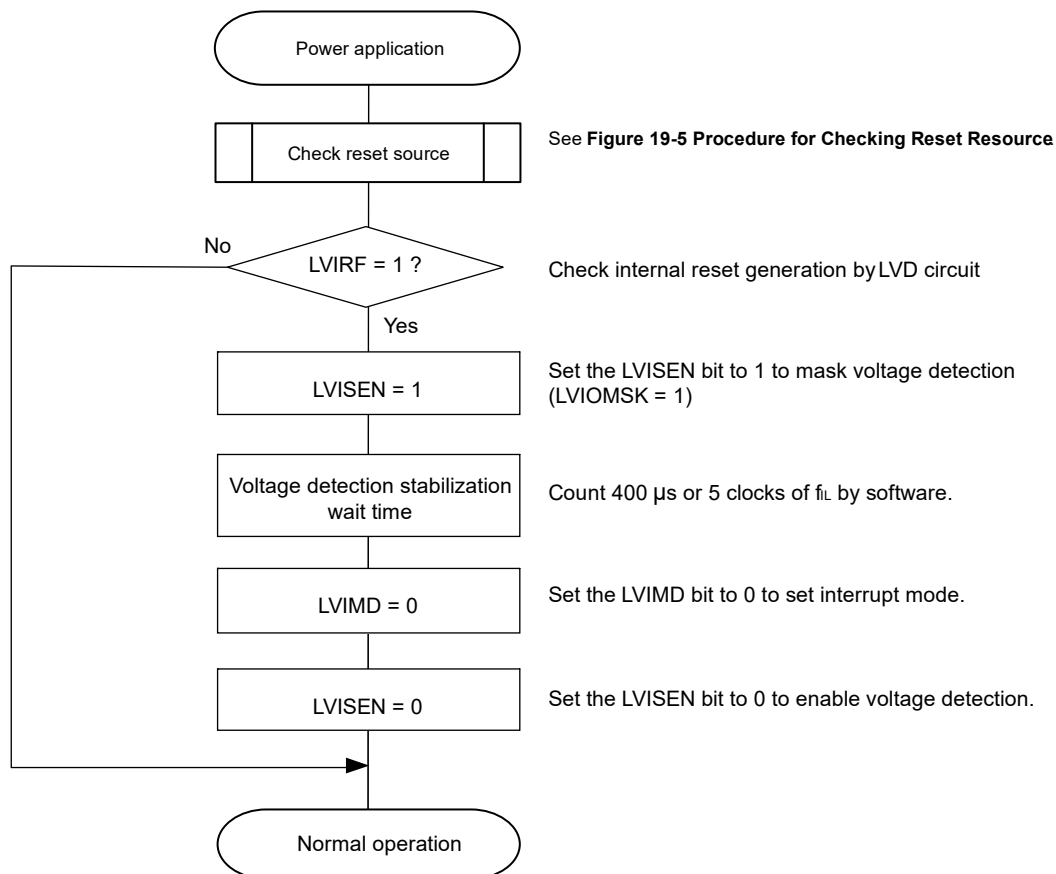 Power application
Check reset source
See Figure 19-5 Procedure for Checking Reset Resource.
No
LVIRF = 1 ?
Check internal reset generation by LVD circuit
Yes
LVISEN = 1
Set the LVISEN bit to 1 to mask voltage detection
(LVIOMSK = 1)
Voltage detection stabilization
wait time
Count 400 μs or 5 clocks of fIL by software.
LVIMD = 0
Set the LVIMD bit to 0 to set interrupt mode.
LVISEN = 0
Set the LVISEN bit to 0 to enable voltage detection.
Normal operation